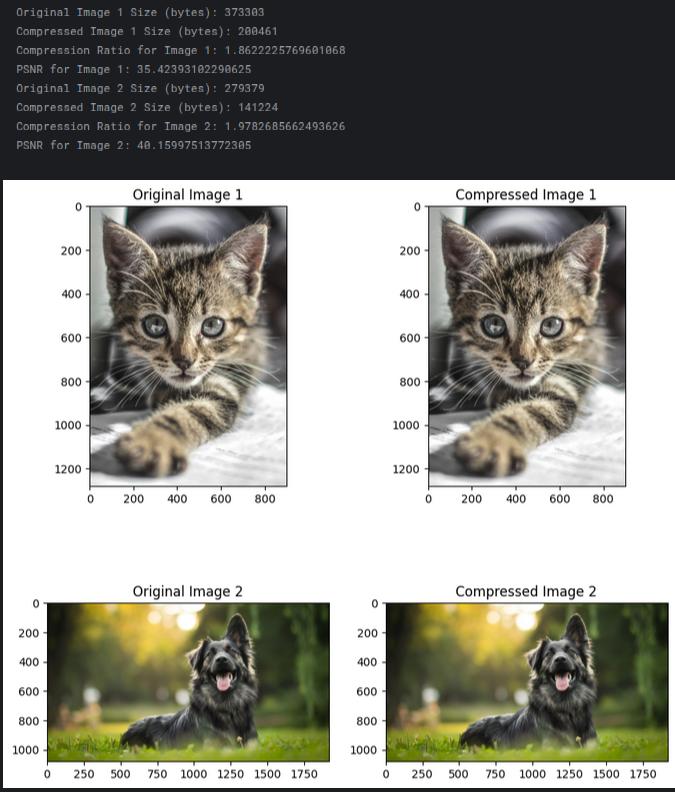 Original Image 1 Size (bytes): 373303
Compressed Image 1 Size (bytes): 200461
Compression Ratio for Image 1: 1.8622225769601068
PSNR for Image 1: 35.42393102290625
Original Image 2 Size (bytes): 279379
Compressed Image 2 Size (bytes): 141224
Compression Ratio for Image 2: 1.9782685662493626
PSNR for Image 2: 40.15997513772305
Original Image 1
0
200
400
600
800
1000
1200
0 200 400 600 800
Compressed Image 1
0
200
400
600
800
1000
1200
0 200 400 600 800
Original Image 2
0
200
400
600
800
1000
0 250 500 750 1000 1250 1500 1750
Compressed Image 2
0
200
400
600
800
1000
0 250 500 750 1000 1250 1500 1750